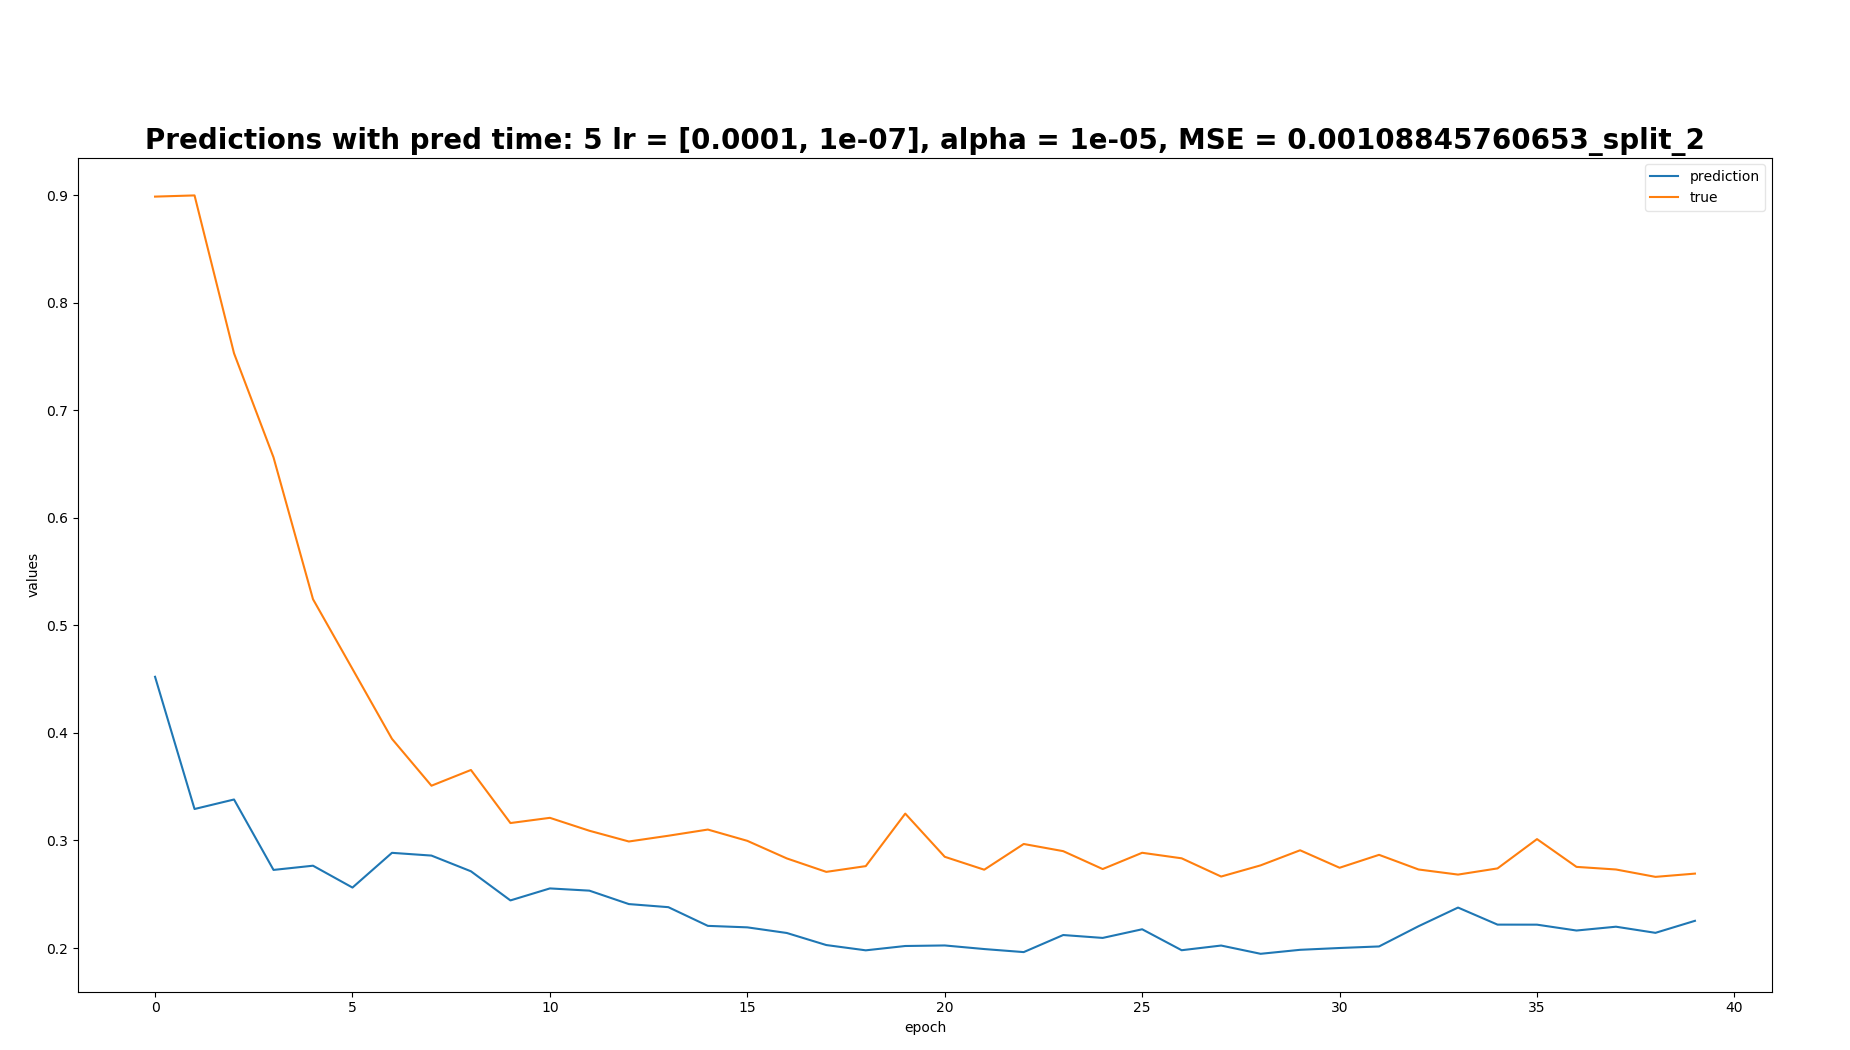 Predictions with pred time: 5 lr = [0.0001, 1e-07], alpha = 1e-05, MSE = 0.00108845760653_split_2
prediction
true
0.9
0.8
0.7
0.6
0.5
0.4
0.3
0.2
values
0 5 10 15 20 25 30 35 40
epoch